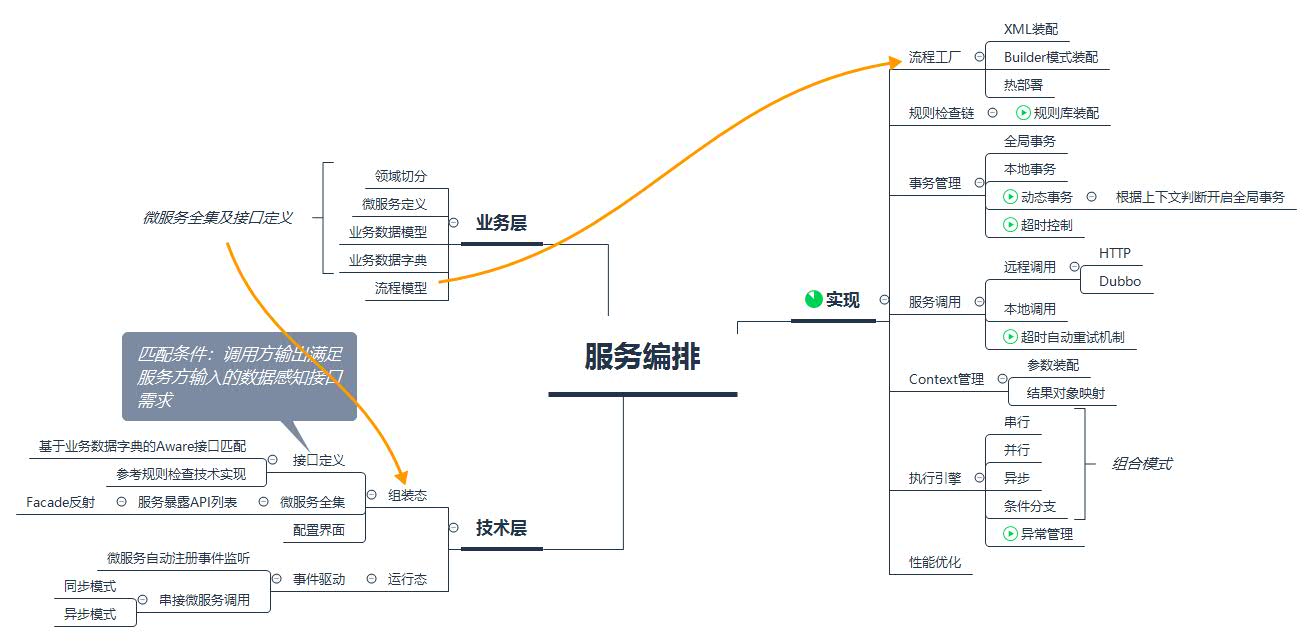 服务编排
业务层
领域切分
微服务定义
业务数据模型
业务数据字典
流程模型
微服务全集及接口定义
技术层
组装态
接口定义
匹配条件：调用方输出满足
服务方输入的数据感知接口
需求
基于业务数据字典的Aware接口匹配
参考规则检查技术实现
微服务全集
服务暴露API列表
Facade反射
配置界面
运行态
事件驱动
微服务自动注册事件监听
串接微服务调用
同步模式
异步模式
实现
流程工厂
XML装配
Builder模式装配
热部署
规则检查链
规则库装配
事务管理
全局事务
本地事务
动态事务
根据上下文判断开启全局事务
超时控制
服务调用
远程调用
HTTP
Dubbo
本地调用
超时自动重试机制
Context管理
参数装配
结果对象映射
执行引擎
串行
并行
异步
条件分支
组合模式
异常管理
性能优化